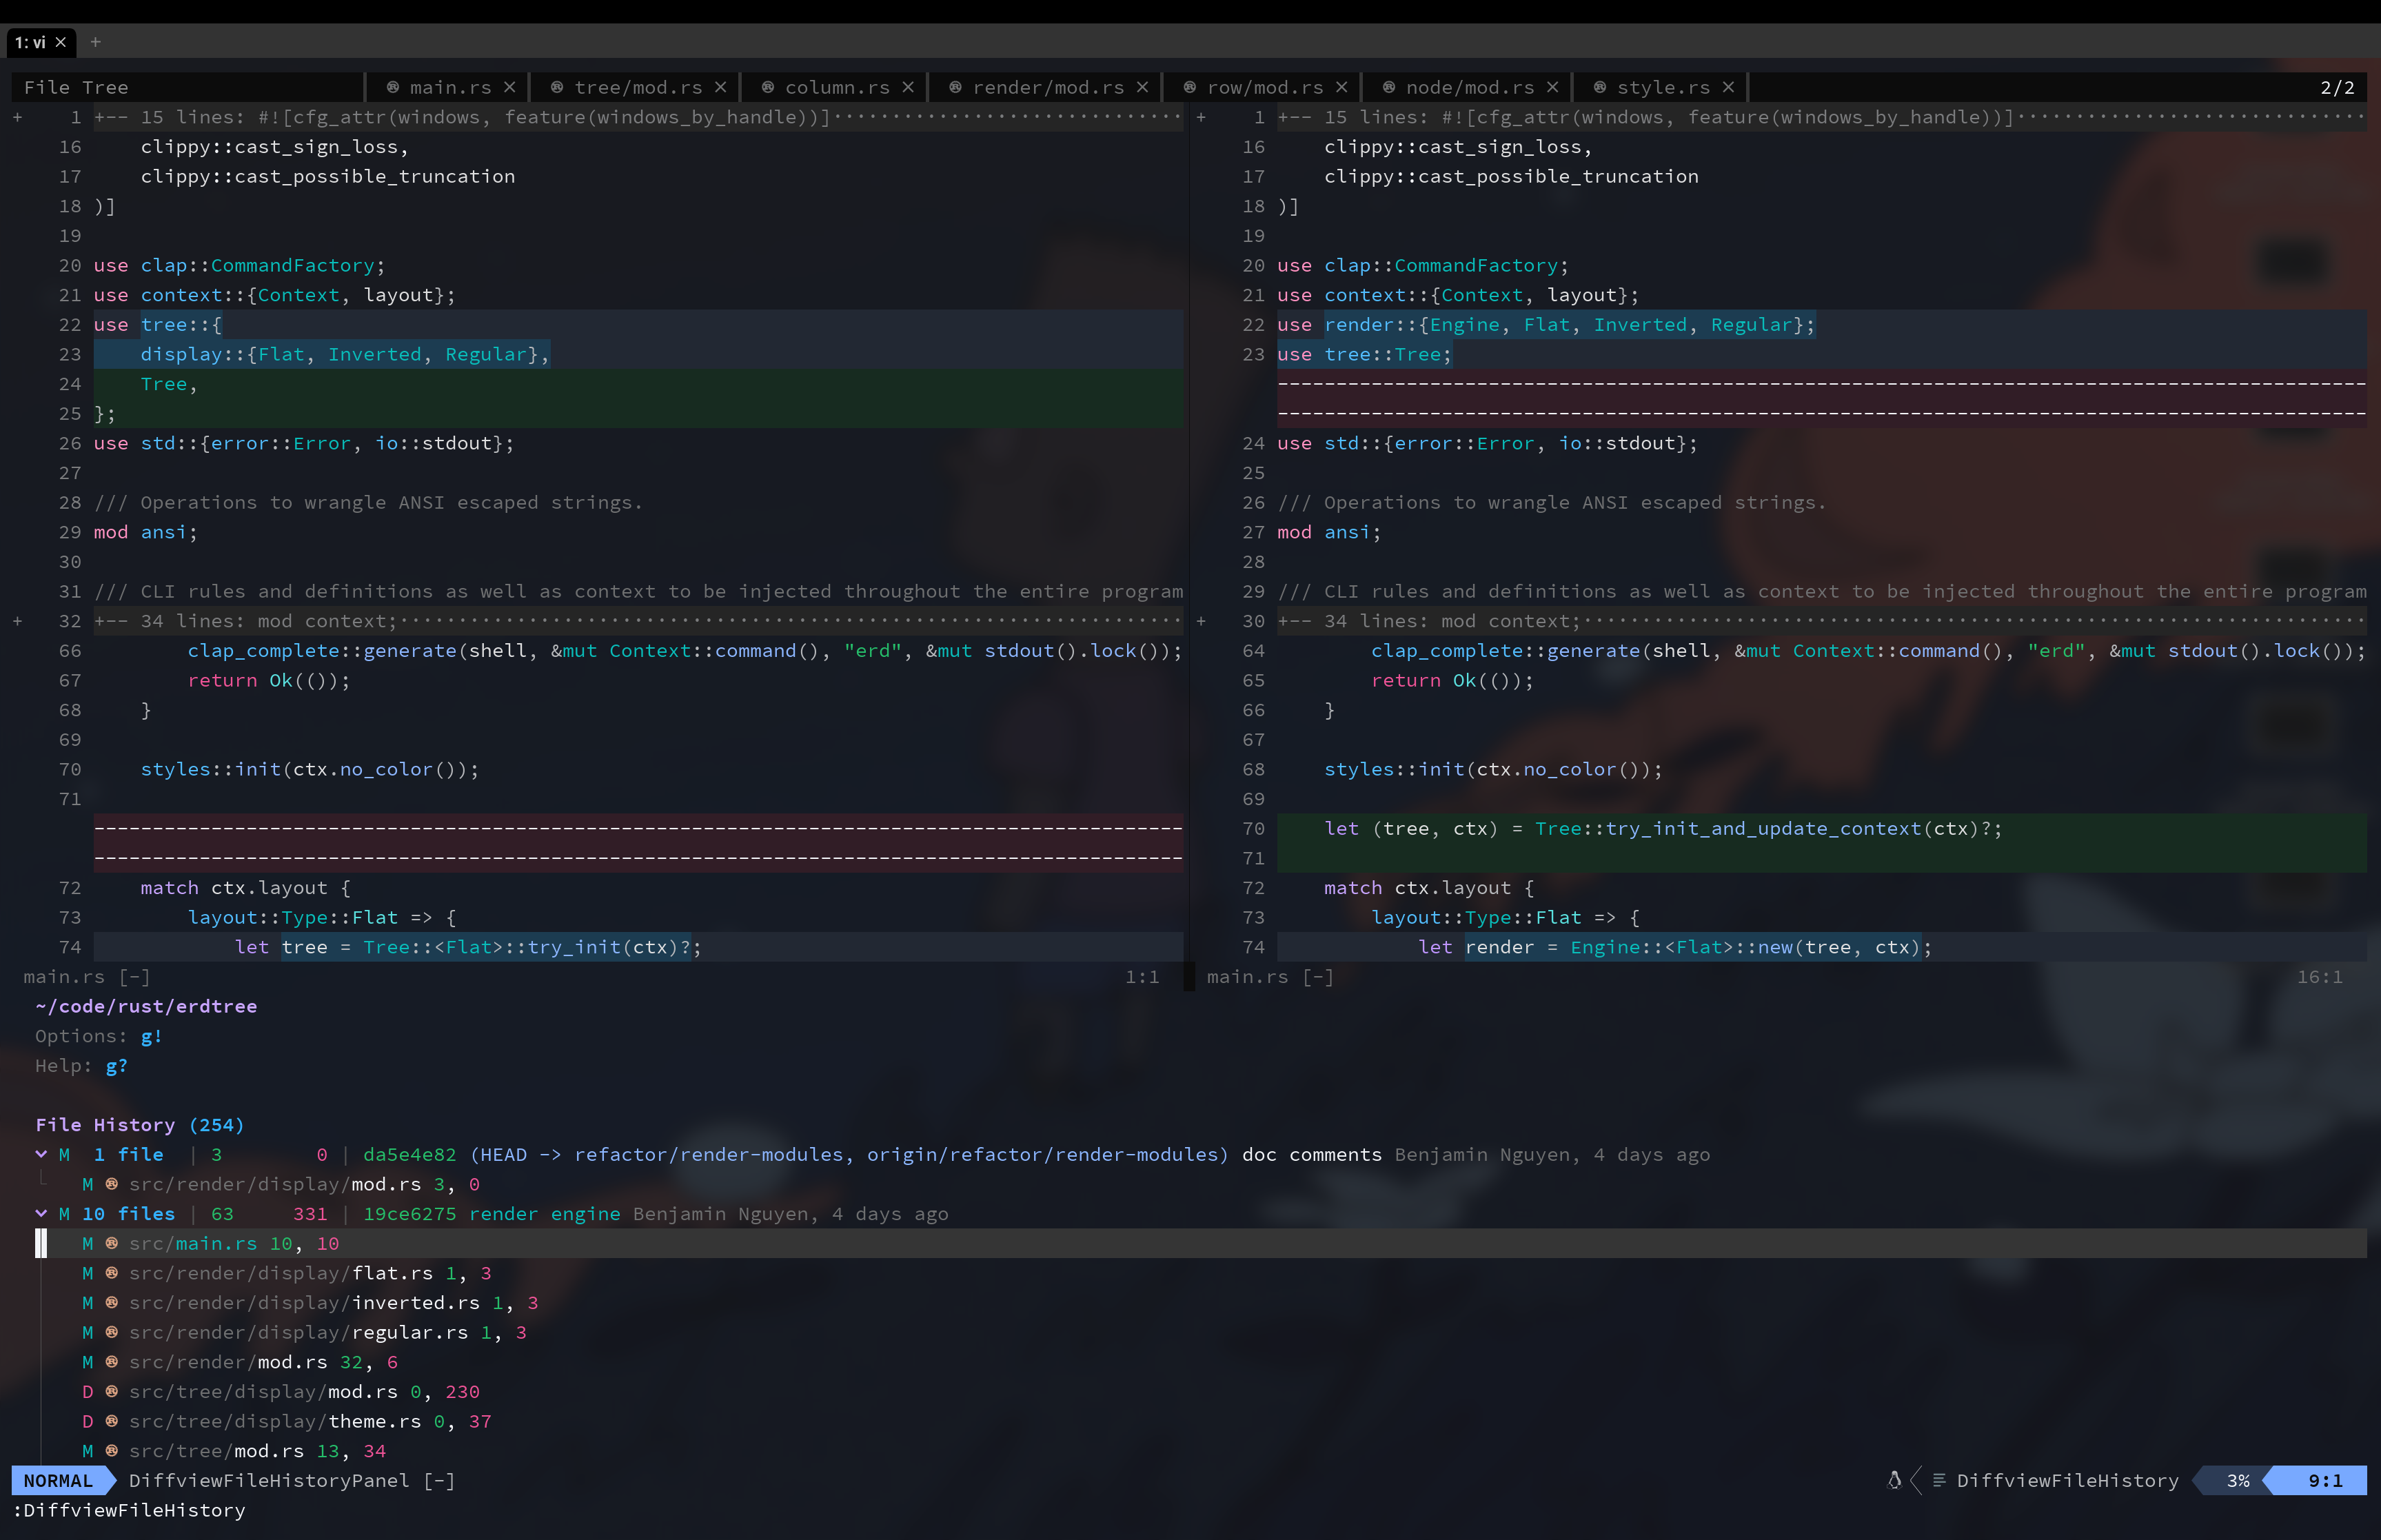 1: vi × +
File Tree main.rs × tree/mod.rs × column.rs × render/mod.rs × row/mod.rs × node/mod.rs × style.rs × 2/2
+ 1 +-- 15 lines: #![cfg_attr(windows, feature(windows_by_handle))]······························
16     clippy::cast_sign_loss,
17     clippy::cast_possible_truncation
18 )]
19
20 use clap::CommandFactory;
21 use context::{Context, layout};
22 use tree::{
23     display::{Flat, Inverted, Regular},
24     Tree,
25 };
26 use std::{error::Error, io::stdout};
27
28 /// Operations to wrangle ANSI escaped strings.
29 mod ansi;
30
31 /// CLI rules and definitions as well as context to be injected throughout the entire program
+ 32 +-- 34 lines: mod context;···································································
66         clap_complete::generate(shell, &mut Context::command(), "erd", &mut stdout().lock());
67         return Ok(());
68     }
69
70     styles::init(ctx.no_color());
71
---------------------------------------------------------------------------------------------
---------------------------------------------------------------------------------------------
72     match ctx.layout {
73         layout::Type::Flat => {
74             let tree = Tree::<Flat>::try_init(ctx)?;
main.rs [-] 1:1
+ 1 +-- 15 lines: #![cfg_attr(windows, feature(windows_by_handle))]······························
16     clippy::cast_sign_loss,
17     clippy::cast_possible_truncation
18 )]
19
20 use clap::CommandFactory;
21 use context::{Context, layout};
22 use render::{Engine, Flat, Inverted, Regular};
23 use tree::Tree;
---------------------------------------------------------------------------------------------
---------------------------------------------------------------------------------------------
24 use std::{error::Error, io::stdout};
25
26 /// Operations to wrangle ANSI escaped strings.
27 mod ansi;
28
29 /// CLI rules and definitions as well as context to be injected throughout the entire program
+ 30 +-- 34 lines: mod context;···································································
64         clap_complete::generate(shell, &mut Context::command(), "erd", &mut stdout().lock());
65         return Ok(());
66     }
67
68     styles::init(ctx.no_color());
69
70     let (tree, ctx) = Tree::try_init_and_update_context(ctx)?;
71
72     match ctx.layout {
73         layout::Type::Flat => {
74             let render = Engine::<Flat>::new(tree, ctx);
main.rs [-] 16:1
~/code/rust/erdtree
Options: g!
Help: g?
File History (254)
M 1 file | 3 0 | da5e4e82 (HEAD -> refactor/render-modules, origin/refactor/render-modules) doc comments Benjamin Nguyen, 4 days ago
M src/render/display/mod.rs 3, 0
M 10 files | 63 331 | 19ce6275 render engine Benjamin Nguyen, 4 days ago
M src/main.rs 10, 10
M src/render/display/flat.rs 1, 3
M src/render/display/inverted.rs 1, 3
M src/render/display/regular.rs 1, 3
M src/render/mod.rs 32, 6
D src/tree/display/mod.rs 0, 230
D src/tree/display/theme.rs 0, 37
M src/tree/mod.rs 13, 34
NORMAL DiffviewFileHistoryPanel [-] DiffviewFileHistory 3% 9:1
:DiffviewFileHistory